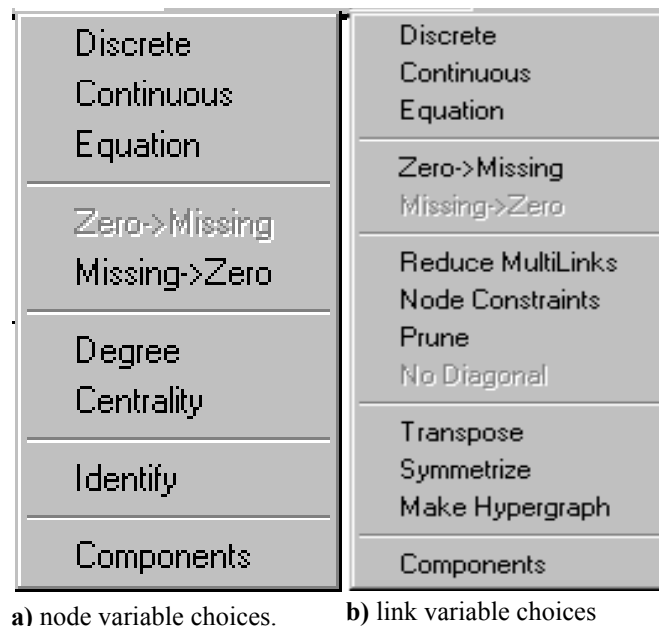 Discrete
Continuous
Equation
Zero->Missing
Missing->Zero
Degree
Centrality
Identify
Components
a) node variable choices.
Discrete
Continuous
Equation
Zero->Missing
Missing->Zero
Reduce MultiLinks
Node Constraints
Prune
No Diagonal
Transpose
Symmetrize
Make Hypergraph
Components
b) link variable choices